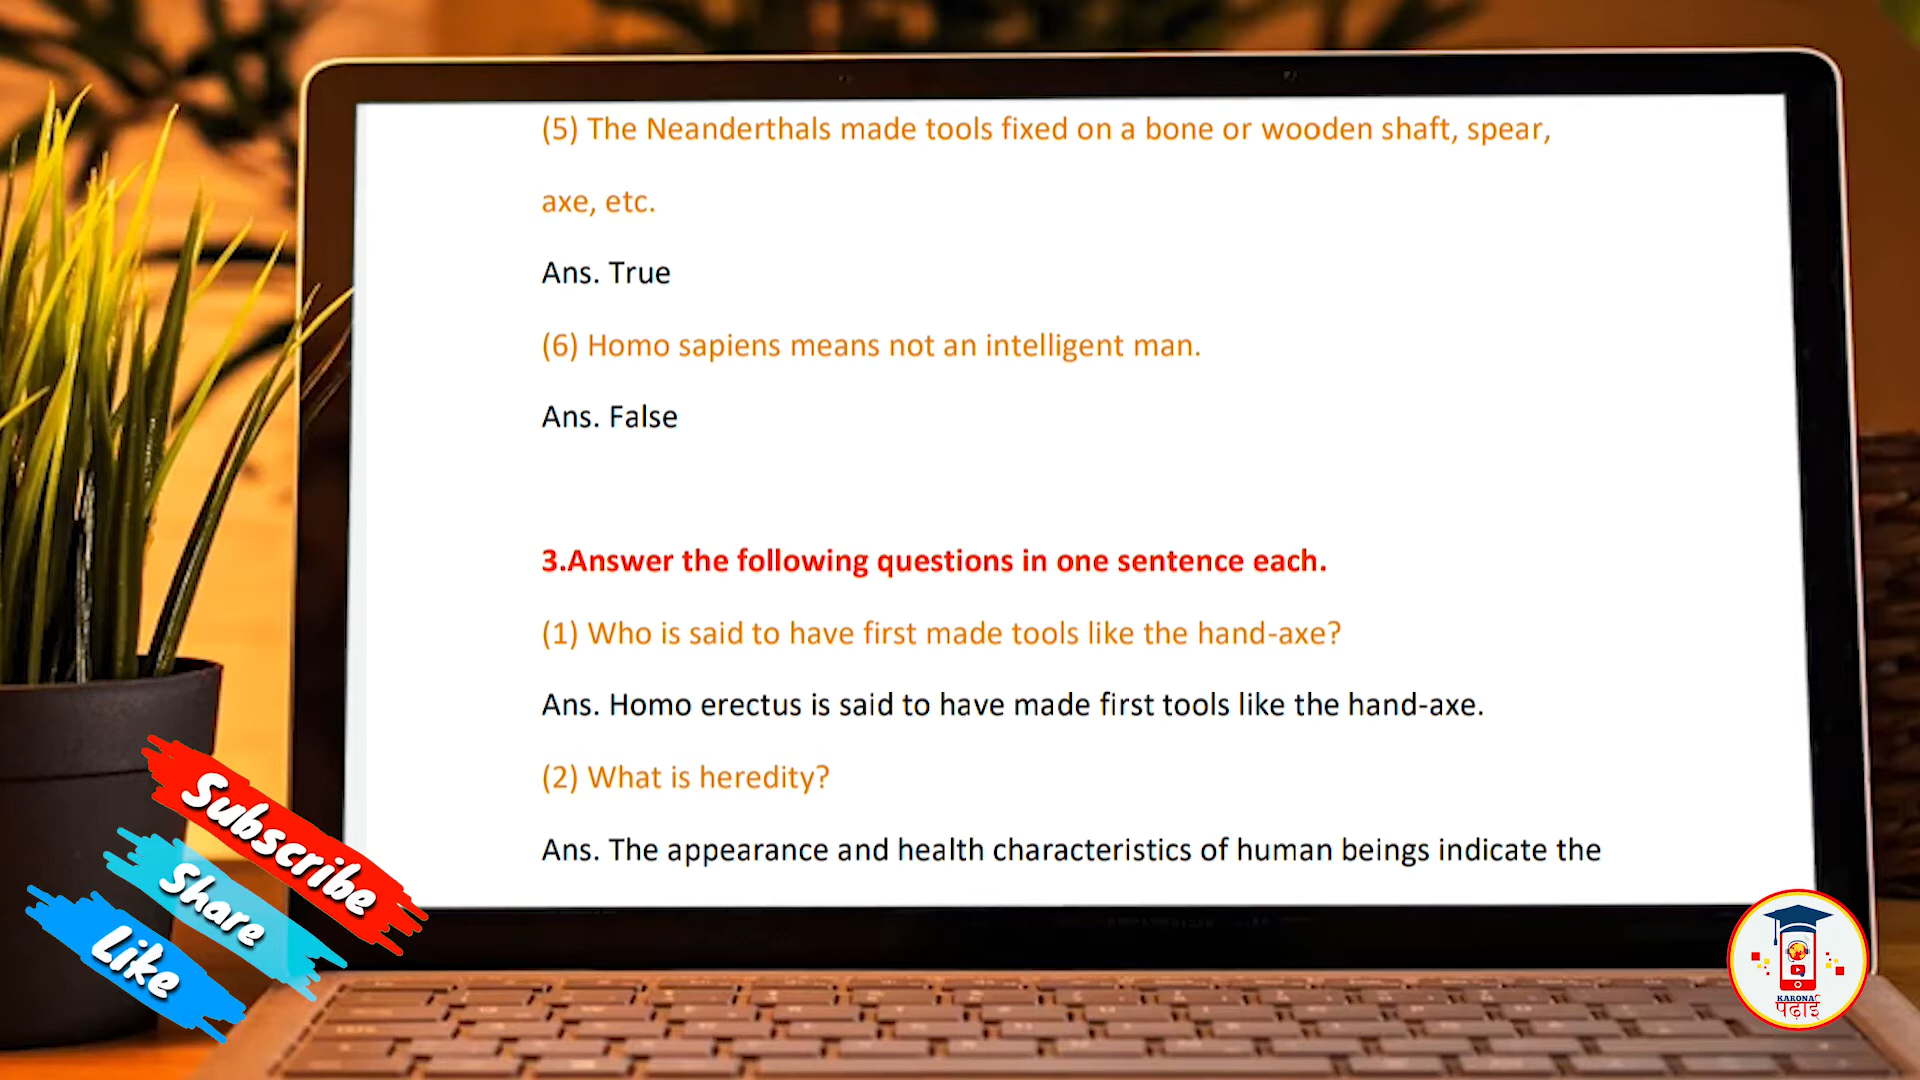 (5) The Neanderthals made tools fixed on a bone or wooden shaft, spear,
axe, etc.
Ans. True
(6) Homo sapiens means not an intelligent man.
Ans. False
3.Answer the following questions in one sentence each.
(1) Who is said to have first made tools like the hand-axe?
Ans. Homo erectus is said to have made first tools like the hand-axe.
(2) What is heredity?
Ans. The appearance and health characteristics of human beings indicate the
Subscribe
Share
Like
KARONA
पढ़ाई